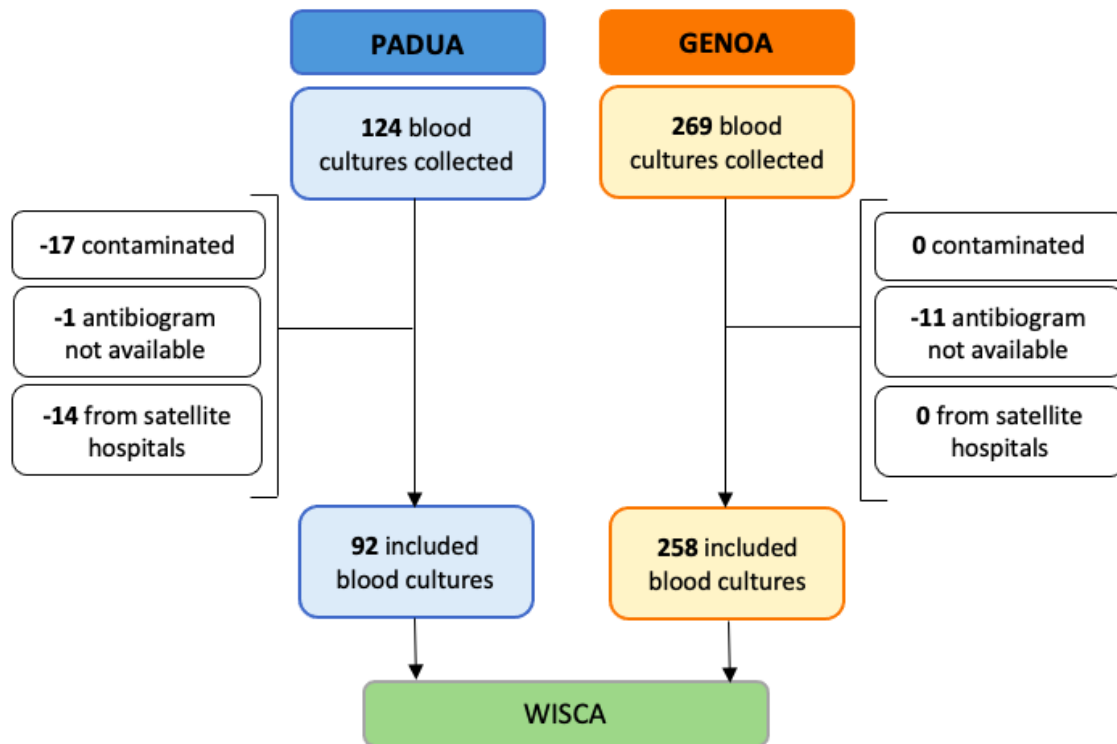 PADUA
GENOA
124 blood
cultures collected
269 blood
cultures collected
-17 contaminated
-1 antibiogram
not available
-14 from satellite
hospitals
0 contaminated
-11 antibiogram
not available
0 from satellite
hospitals
92 included
blood cultures
258 included
blood cultures
WISCA